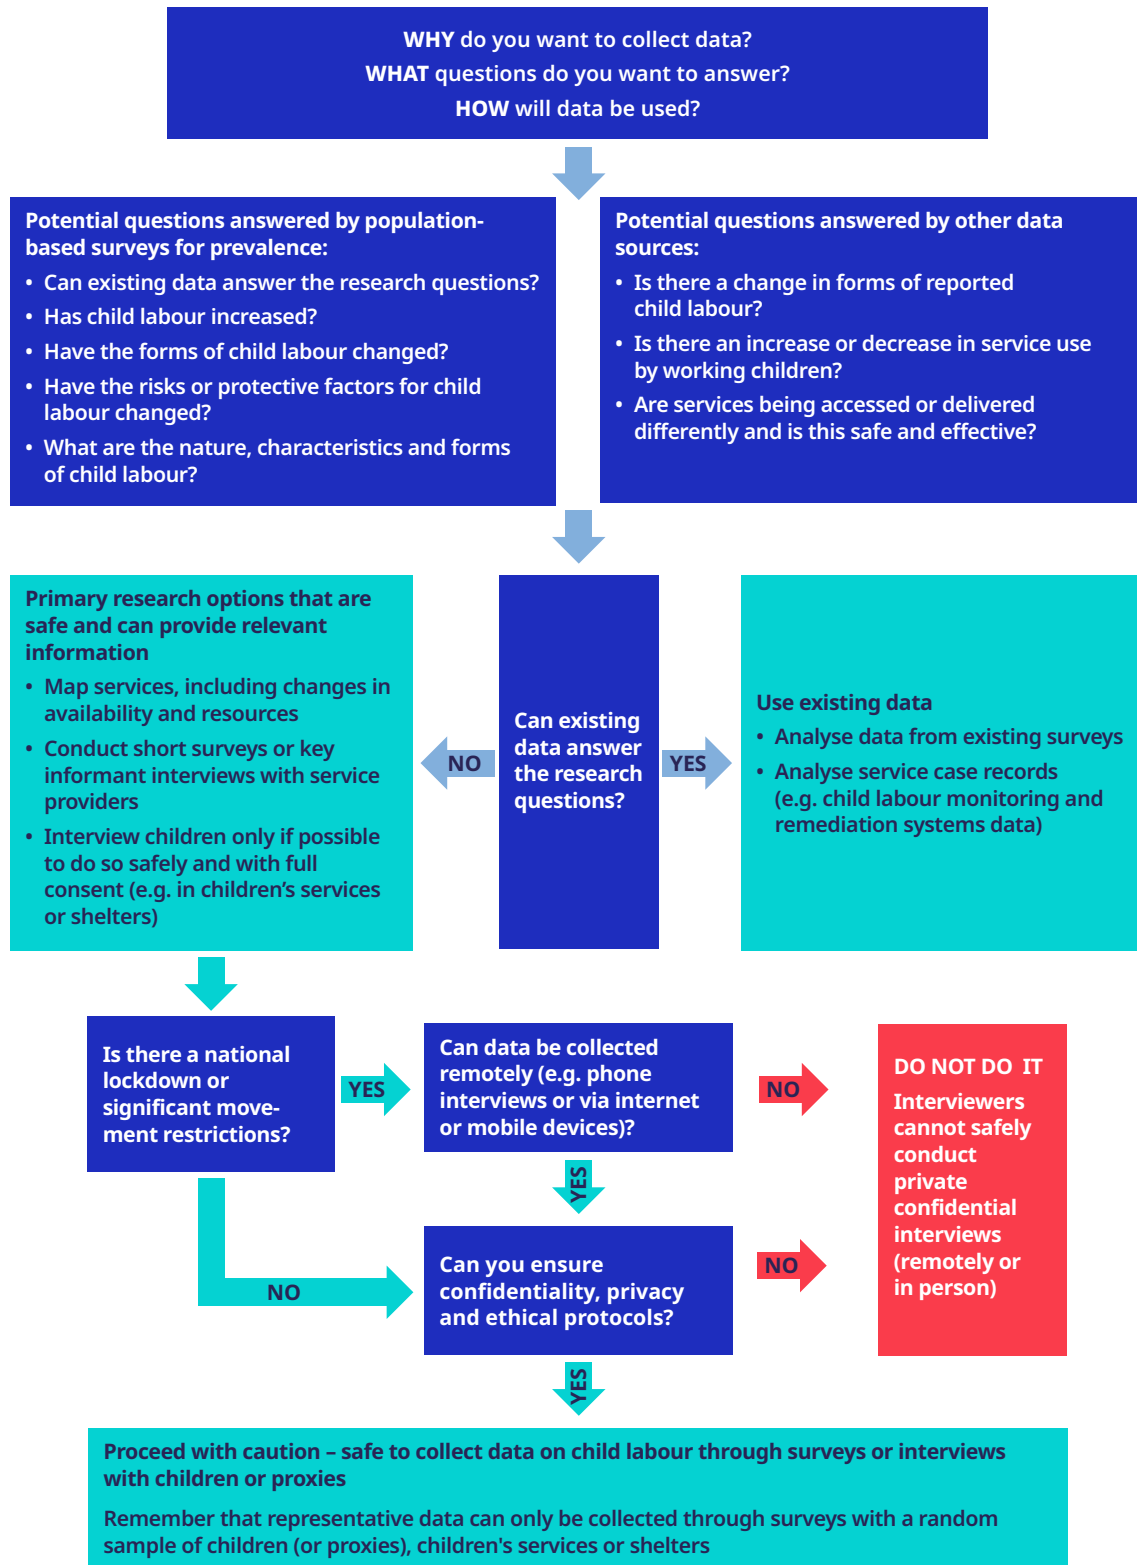 WHY do you want to collect data?
WHAT questions do you want to answer?
HOW will data be used?
Potential questions answered by population-
based surveys for prevalence:
• Can existing data answer the research questions?
• Has child labour increased?
• Have the forms of child labour changed?
• Have the risks or protective factors for child
labour changed?
• What are the nature, characteristics and forms
of child labour?
Potential questions answered by other data
sources:
• Is there a change in forms of reported
child labour?
• Is there an increase or decrease in service use
by working children?
• Are services being accessed or delivered
differently and is this safe and effective?
Primary research options that are
safe and can provide relevant
information
• Map services, including changes in
availability and resources
• Conduct short surveys or key
informant interviews with service
providers
• Interview children only if possible
to do so safely and with full
consent (e.g. in children’s services
or shelters)
NO
Can existing
data answer
the research
questions?
YES
Use existing data
• Analyse data from existing surveys
• Analyse service case records
(e.g. child labour monitoring and
remediation systems data)
Is there a national
lockdown or
significant move-
ment restrictions?
YES
Can data be collected
remotely (e.g. phone
interviews or via internet
or mobile devices)?
NO
DO NOT DO IT
Interviewers
cannot safely
conduct
private
confidential
interviews
(remotely or
in person)
YES
NO
Can you ensure
confidentiality, privacy
and ethical protocols?
NO
YES
Proceed with caution – safe to collect data on child labour through surveys or interviews
with children or proxies
Remember that representative data can only be collected through surveys with a random
sample of children (or proxies), children's services or shelters